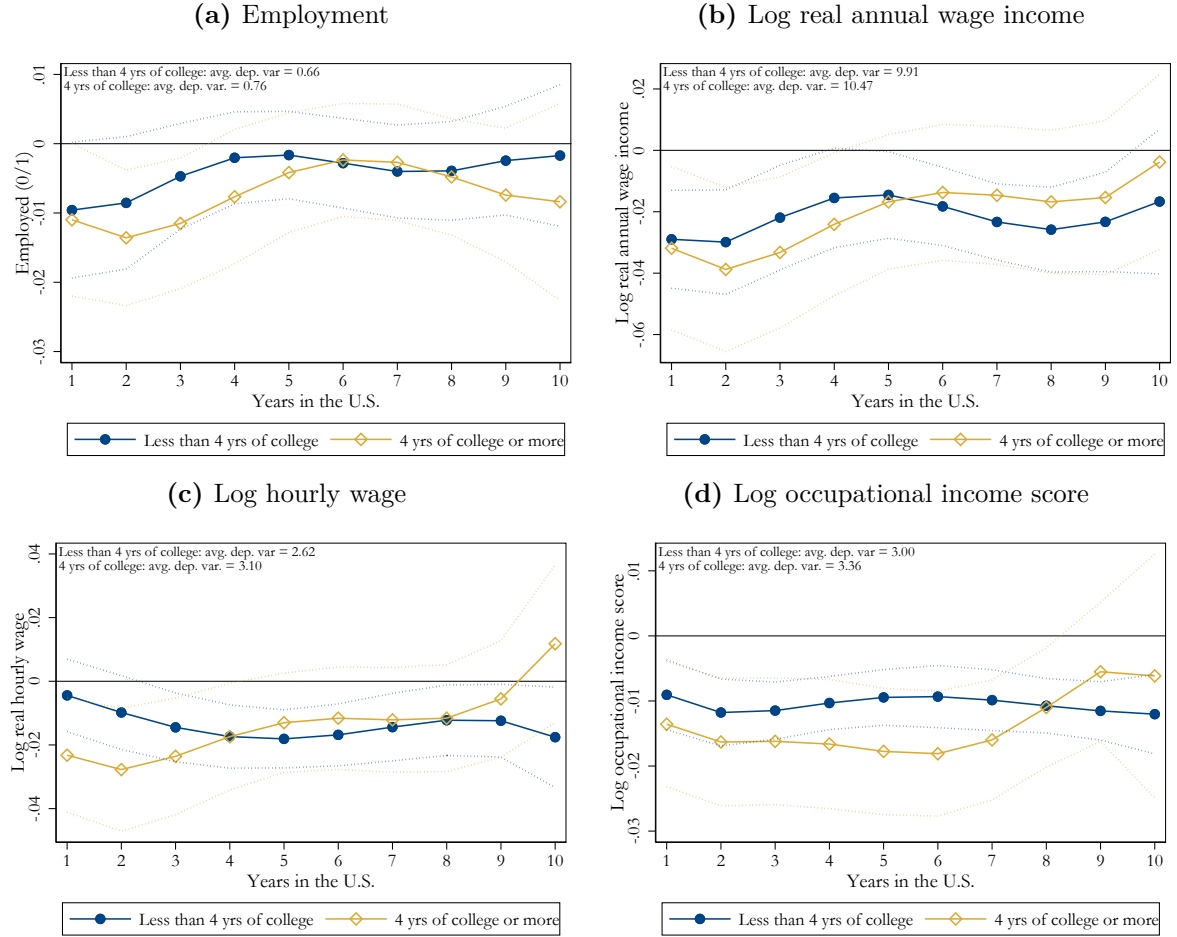 (a) Employment
Less than 4 yrs of college: avg. dep. var = 0.66
4 yrs of college: avg. dep. var. = 0.76
Employed (0/1)
.01
0
-.01
-.02
-.03
1 2 3 4 5 6 7 8 9 10
Years in the U.S.
Less than 4 yrs of college 4 yrs of college or more
(b) Log real annual wage income
Less than 4 yrs of college: avg. dep. var = 9.91
4 yrs of college: avg. dep. var. = 10.47
Log real annual wage income
.02
0
-.02
-.04
-.06
1 2 3 4 5 6 7 8 9 10
Years in the U.S.
Less than 4 yrs of college 4 yrs of college or more
(c) Log hourly wage
Less than 4 yrs of college: avg. dep. var = 2.62
4 yrs of college: avg. dep. var. = 3.10
Log real hourly wage
.04
.02
0
-.02
-.04
1 2 3 4 5 6 7 8 9 10
Years in the U.S.
Less than 4 yrs of college 4 yrs of college or more
(d) Log occupational income score
Less than 4 yrs of college: avg. dep. var = 3.00
4 yrs of college: avg. dep. var. = 3.36
Log occupational income score
.01
0
-.01
-.02
-.03
1 2 3 4 5 6 7 8 9 10
Years in the U.S.
Less than 4 yrs of college 4 yrs of college or more